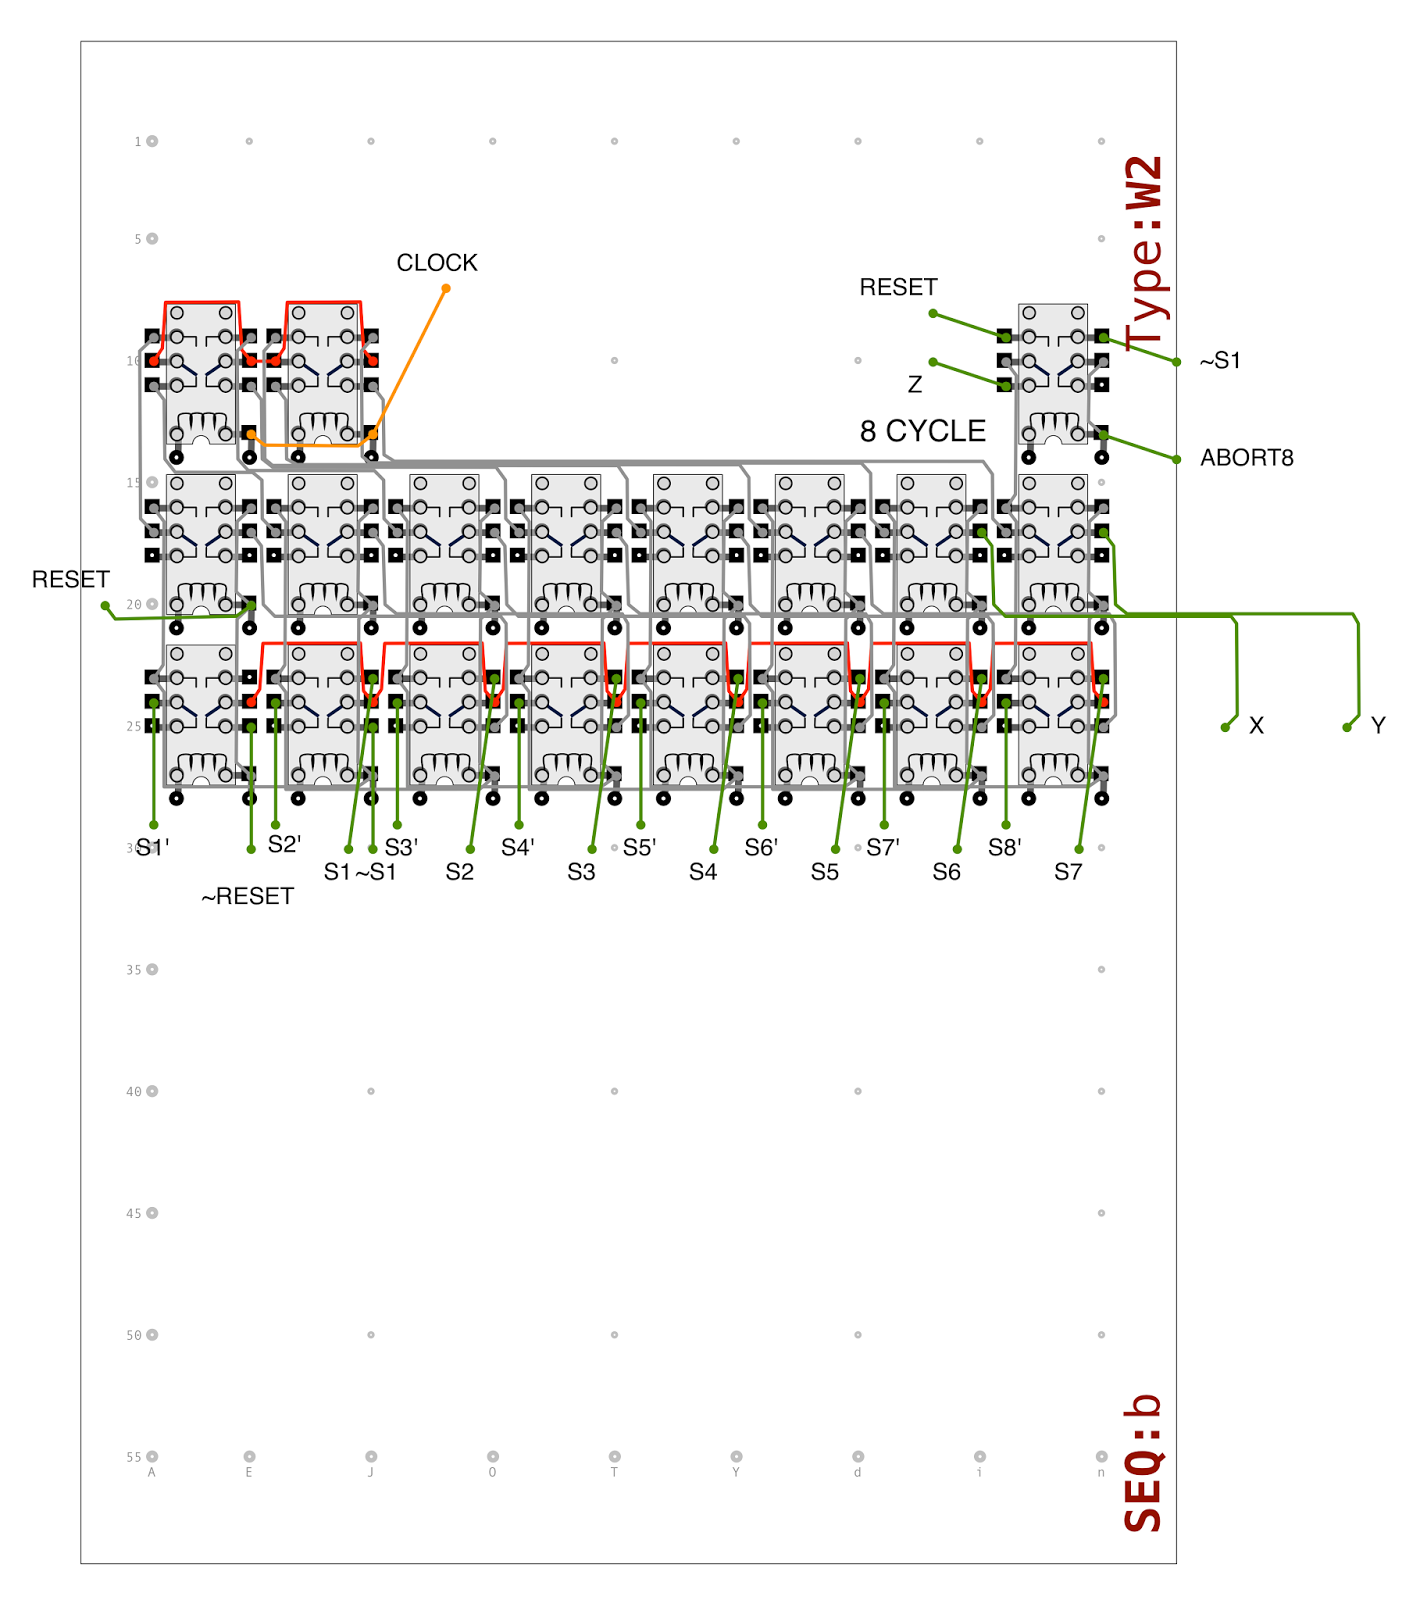 1
5
Type:W2
CLOCK
RESET
10
~S1
Z
8 CYCLE
ABORT8
15
RESET
20
25
X
Y
30
S1'
S2'
S3'
S4'
S5'
S6'
S7'
S8'
S1
~S1
S2
S3
S4
S5
S6
S7
~RESET
35
40
45
50
SEQ:b
55
A
E
J
O
T
Y
d
i
n